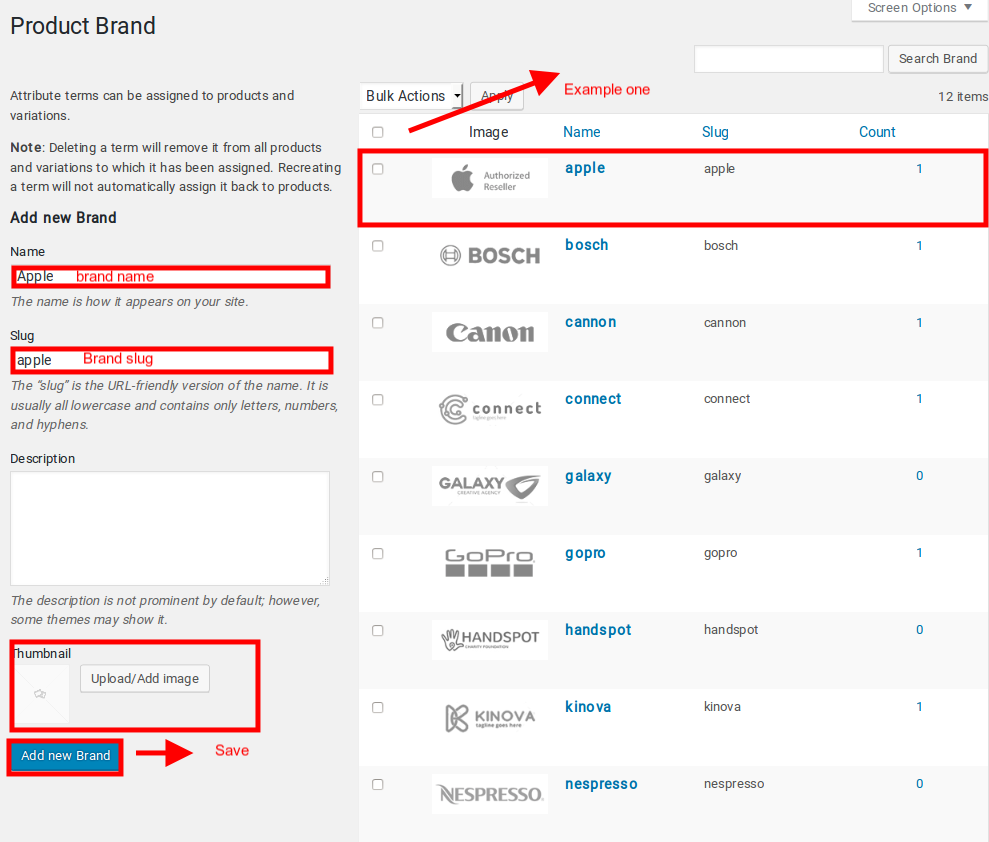 Screen Options ▼
Product Brand
Search Brand
Attribute terms can be assigned to products and
variations.
Note: Deleting a term will remove it from all products
and variations to which it has been assigned. Recreating
a term will not automatically assign it back to products.
Add new Brand
Name
Apple brand name
The name is how it appears on your site.
Slug
apple Brand slug
The “slug” is the URL-friendly version of the name. It is
usually all lowercase and contains only letters, numbers,
and hyphens.
Description
The description is not prominent by default; however,
some themes may show it.
Thumbnail
Upload/Add image
Add new Brand Save
Bulk Actions Apply Example one 12 items
Image Name Slug Count
Authorized
Reseller
apple apple 1
BOSCH bosch bosch 1
Canon cannon cannon 1
connect
tagline goes here
connect connect 1
GALAXY
CREATIVE AGENCY
galaxy galaxy 0
GoPro gopro gopro 1
HANDSPOT
CHARITY FOUNDATION
handspot handspot 0
KINOVA
tagline goes here
kinova kinova 1
NESPRESSO. nespresso nespresso 0